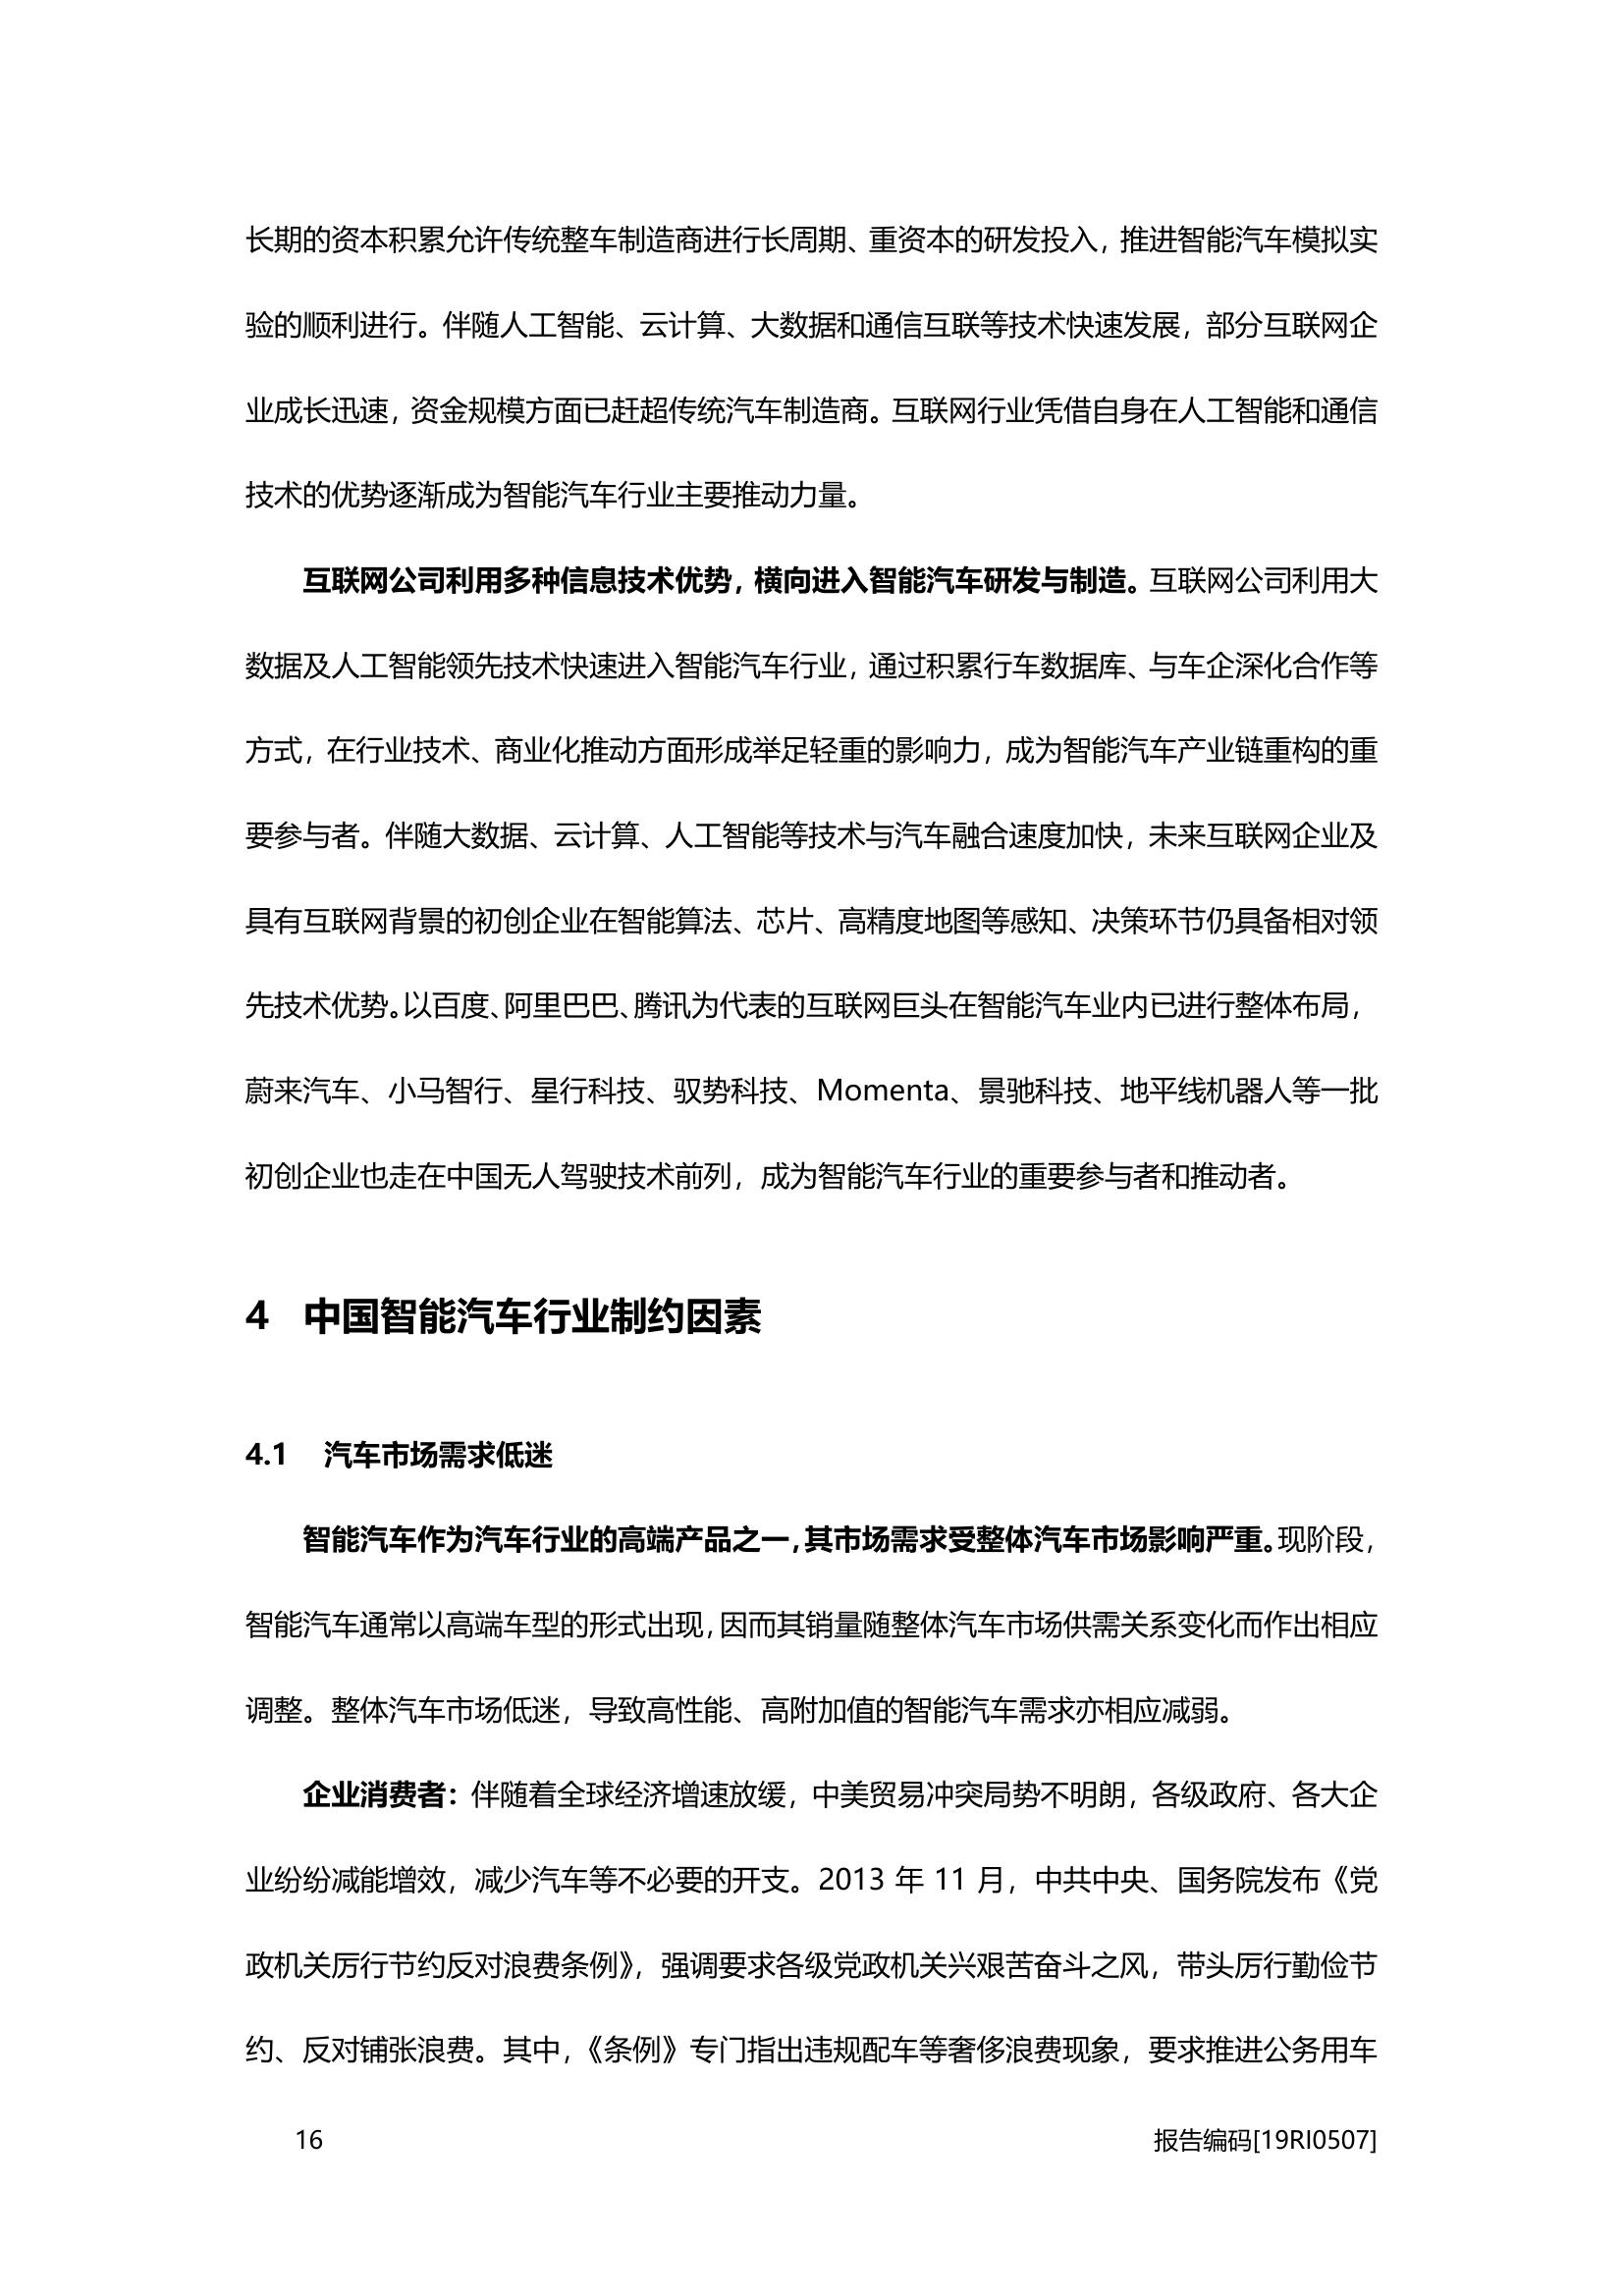 长期的资本积累允许传统整车制造商进行长周期、重资本的研发投入，推进智能汽车模拟实
验的顺利进行。伴随人工智能、云计算、大数据和通信互联等技术快速发展，部分互联网企
业成长迅速，资金规模方面已赶超传统汽车制造商。互联网行业凭借自身在人工智能和通信
技术的优势逐渐成为智能汽车行业主要推动力量。
互联网公司利用多种信息技术优势，横向进入智能汽车研发与制造。互联网公司利用大
数据及人工智能领先技术快速进入智能汽车行业，通过积累行车数据库、与车企深化合作等
方式，在行业技术、商业化推动方面形成举足轻重的影响力，成为智能汽车产业链重构的重
要参与者。伴随大数据、云计算、人工智能等技术与汽车融合速度加快，未来互联网企业及
具有互联网背景的初创企业在智能算法、芯片、高精度地图等感知、决策环节仍具备相对领
先技术优势。以百度、阿里巴巴、腾讯为代表的互联网巨头在智能汽车业内已进行整体布局，
蔚来汽车、小马智行、星行科技、驭势科技、Momenta、景驰科技、地平线机器人等一批
初创企业也走在中国无人驾驶技术前列，成为智能汽车行业的重要参与者和推动者。
4 中国智能汽车行业制约因素
4.1 汽车市场需求低迷
智能汽车作为汽车行业的高端产品之一，其市场需求受整体汽车市场影响严重。现阶段，
智能汽车通常以高端车型的形式出现，因而其销量随整体汽车市场供需关系变化而作出相应
调整。整体汽车市场低迷，导致高性能、高附加值的智能汽车需求亦相应减弱。
企业消费者：伴随着全球经济增速放缓，中美贸易冲突局势不明朗，各级政府、各大企
业纷纷减能增效，减少汽车等不必要的开支。2013 年 11 月，中共中央、国务院发布《党
政机关厉行节约反对浪费条例》，强调要求各级党政机关兴艰苦奋斗之风，带头厉行勤俭节
约、反对铺张浪费。其中，《条例》专门指出违规配车等奢侈浪费现象，要求推进公务用车
16
报告编码[19RI0507]